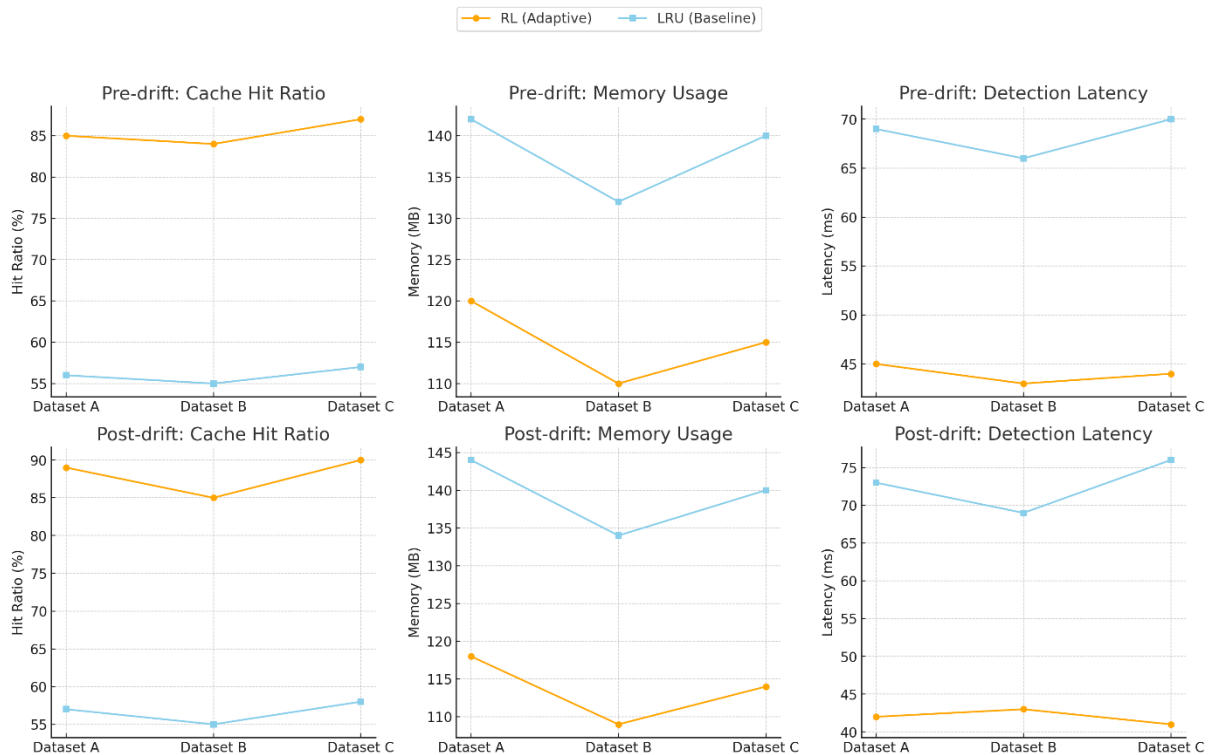 RL (Adaptive) LRU (Baseline)
Pre-drift: Cache Hit Ratio
Hit Ratio (%)
85
80
75
70
65
60
55
Dataset A Dataset B Dataset C
Pre-drift: Memory Usage
Memory (MB)
140
135
130
125
120
115
110
Dataset A Dataset B Dataset C
Pre-drift: Detection Latency
Latency (ms)
70
65
60
55
50
45
Dataset A Dataset B Dataset C
Post-drift: Cache Hit Ratio
Hit Ratio (%)
90
85
80
75
70
65
60
55
Dataset A Dataset B Dataset C
Post-drift: Memory Usage
Memory (MB)
145
140
135
130
125
120
115
110
Dataset A Dataset B Dataset C
Post-drift: Detection Latency
Latency (ms)
75
70
65
60
55
50
45
40
Dataset A Dataset B Dataset C